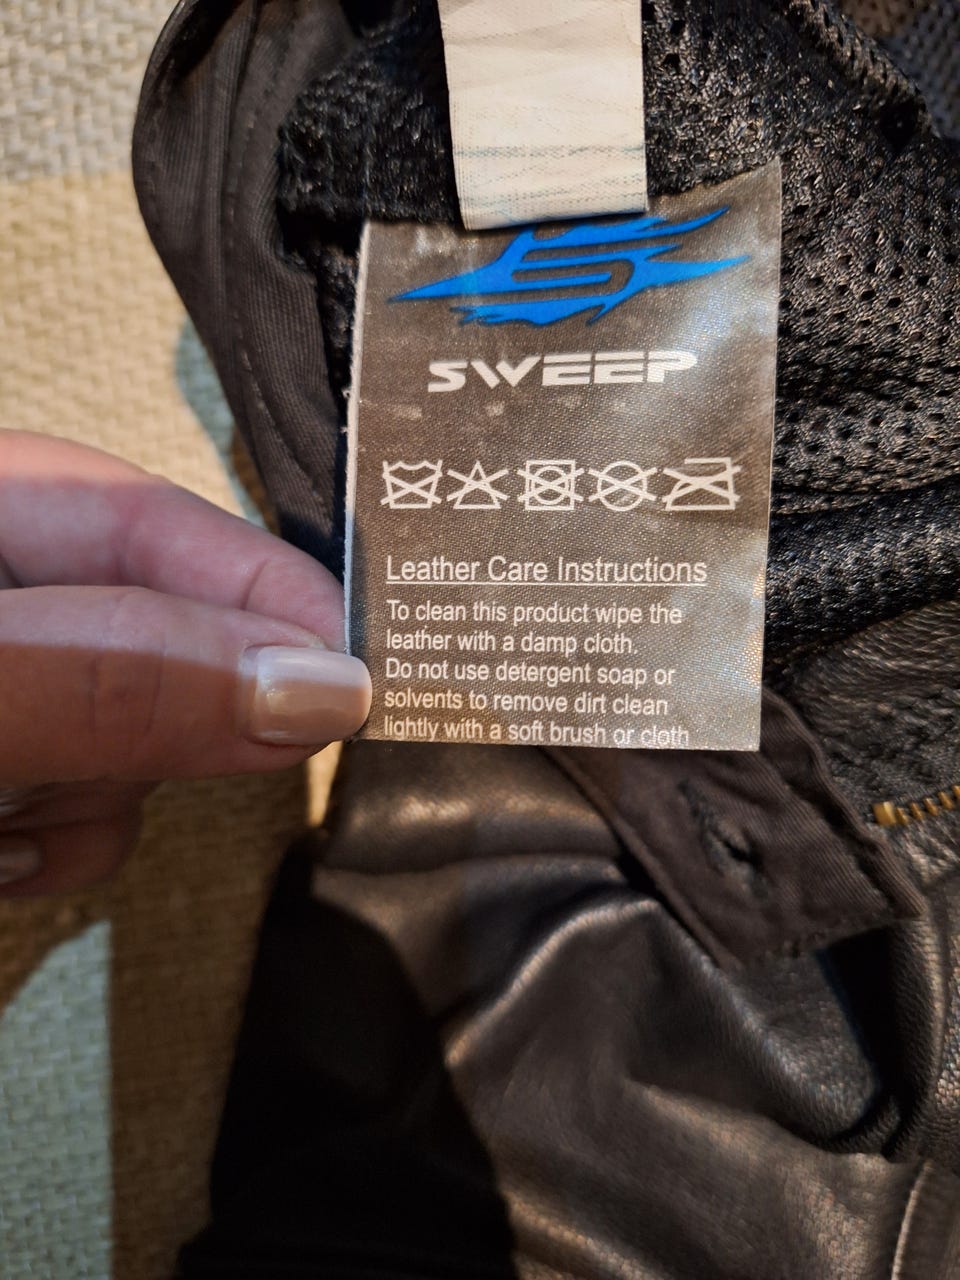 SWEEP
Leather Care Instructions
To clean this product wipe the
leather with a damp cloth.
Do not use detergent soap or
solvents to remove dirt clean
lightly with a soft brush or cloth